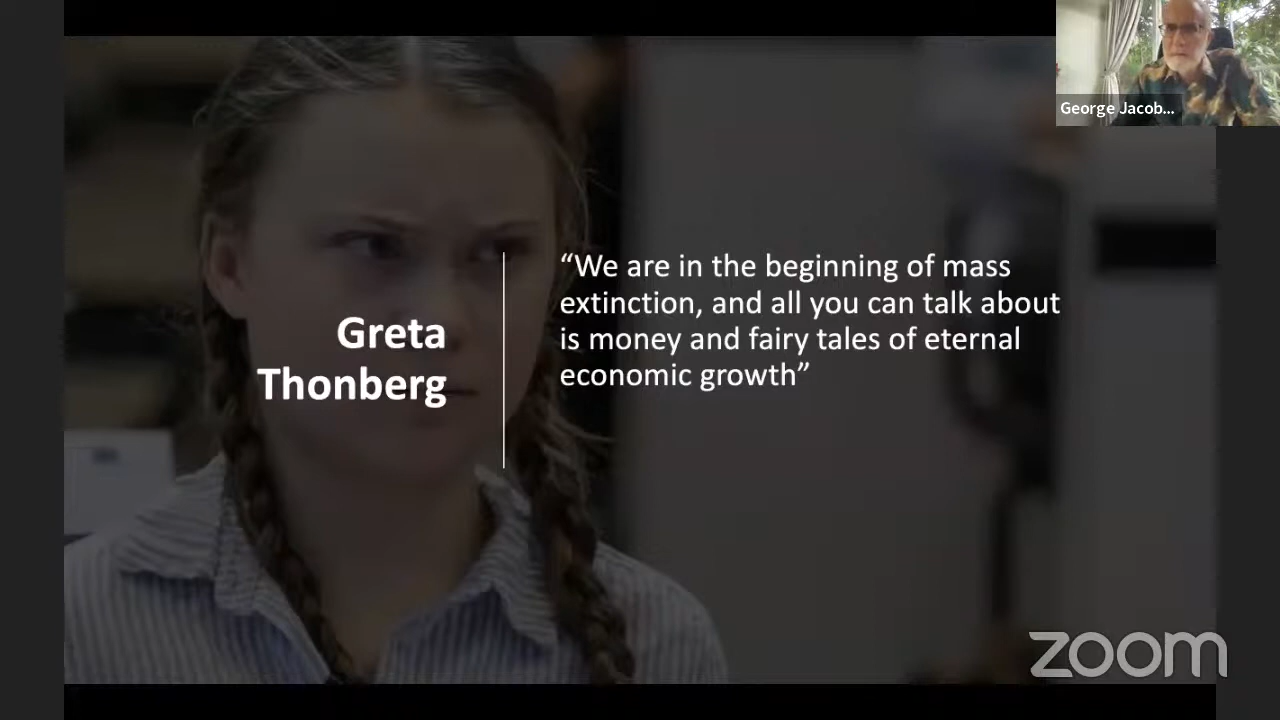 George Jacob...
Greta
Thonberg
“We are in the beginning of mass
extinction, and all you can talk about
is money and fairy tales of eternal
economic growth”
zoom